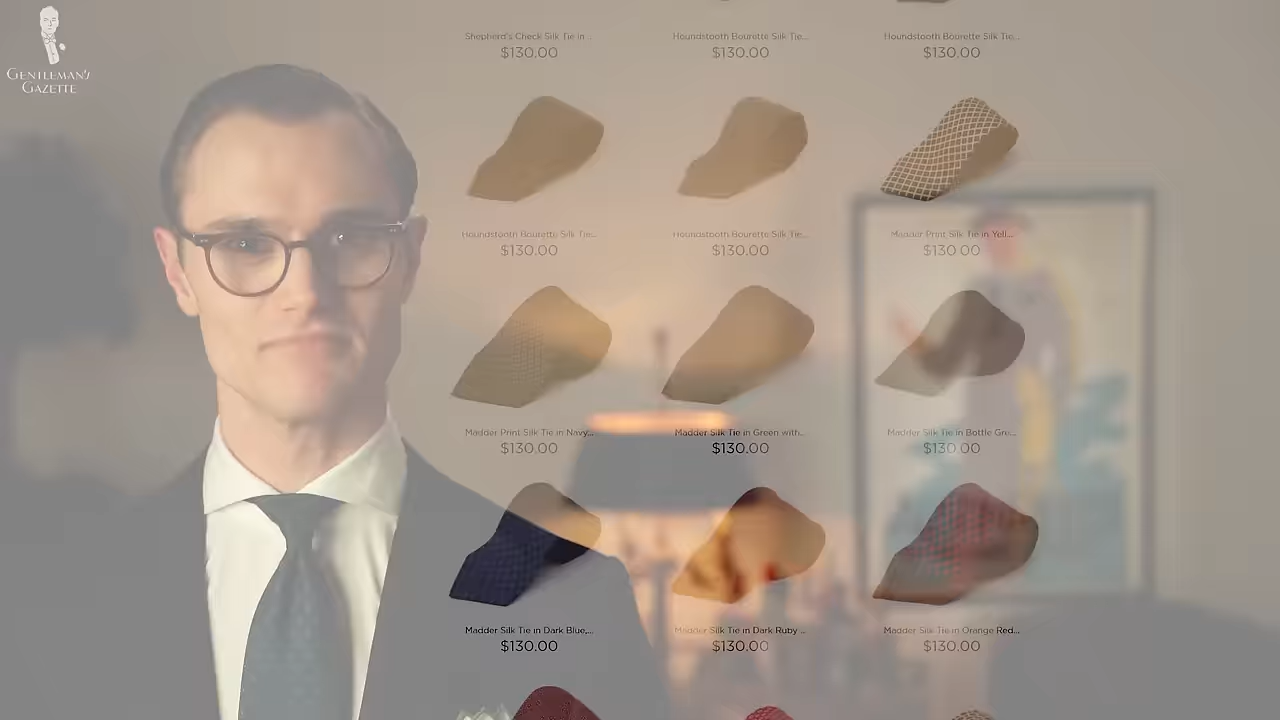 GENTLEMAN'S
GAZETTE
Shepherd's Check Silk Tie in ...
$130.00
Houndstooth Bourette Silk Tie...
$130.00
Houndstooth Bourette Silk Tie...
$130.00
Houndstooth Bourette Silk Tie...
$130.00
Houndstooth Bourette Silk Tie...
$130.00
Madder Print Silk Tie in Yell...
$130.00
Madder Print Silk Tie in Navy...
$130.00
Madder Silk Tie in Green with...
$130.00
Madder Silk Tie in Bottle Gre...
$130.00
Madder Silk Tie in Dark Blue,...
$130.00
Madder Silk Tie in Dark Ruby ...
$130.00
Madder Silk Tie in Orange Red...
$130.00